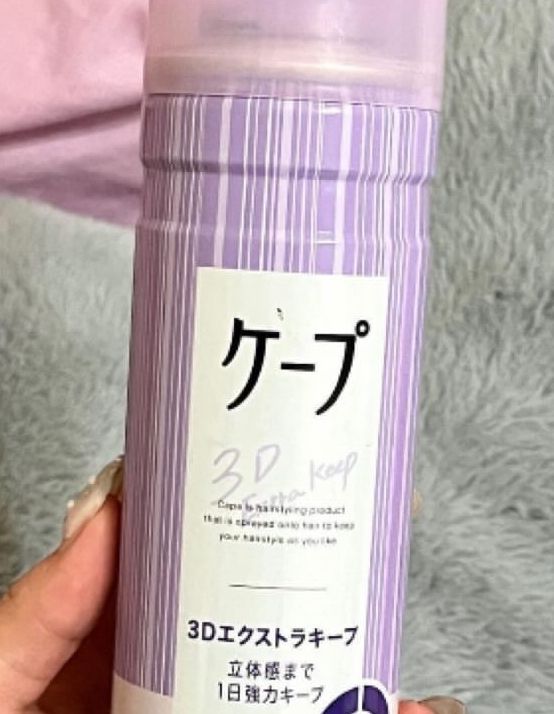 ケープ
3D
Extra Keep
Cape is hairstyling product
that is sprayed onto hair to keep
your hairstyle as you like
3Dエクストラキープ
立体感まで
1日強力キープ